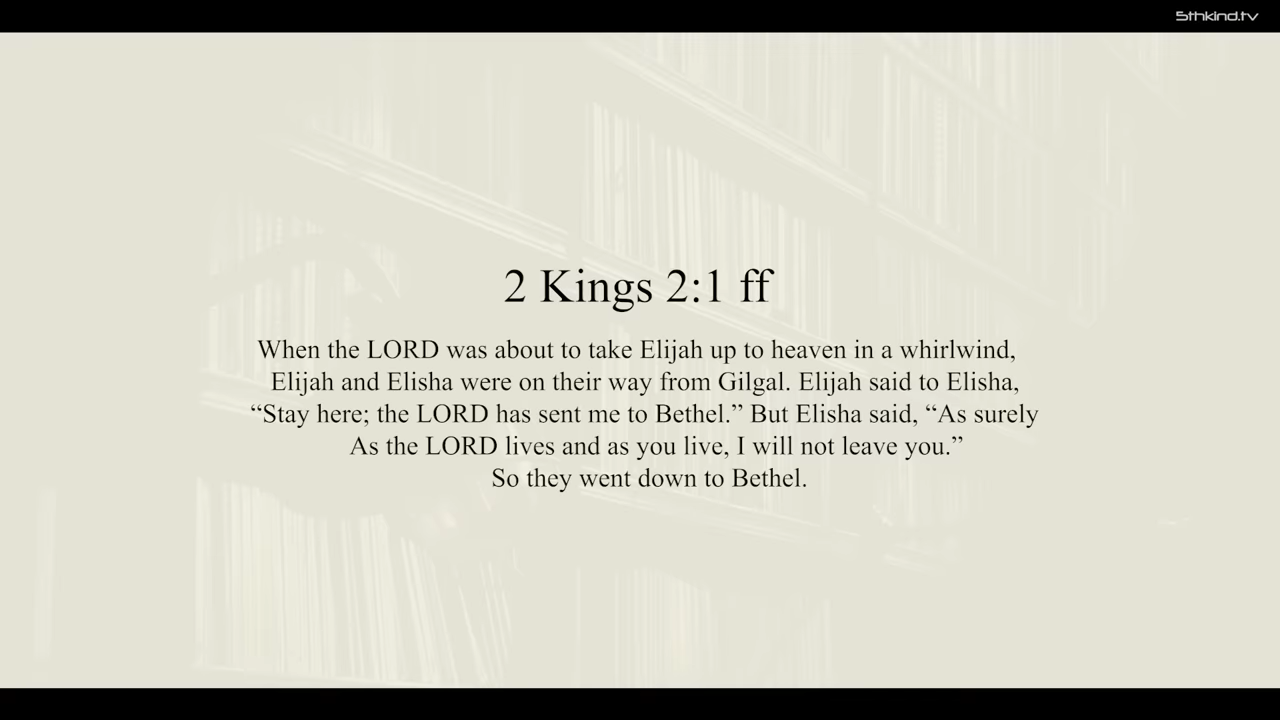 5thkind.tv
2 Kings 2:1 ff
When the LORD was about to take Elijah up to heaven in a whirlwind,
Elijah and Elisha were on their way from Gilgal. Elijah said to Elisha,
“Stay here; the LORD has sent me to Bethel.” But Elisha said, “As surely
As the LORD lives and as you live, I will not leave you.”
So they went down to Bethel.